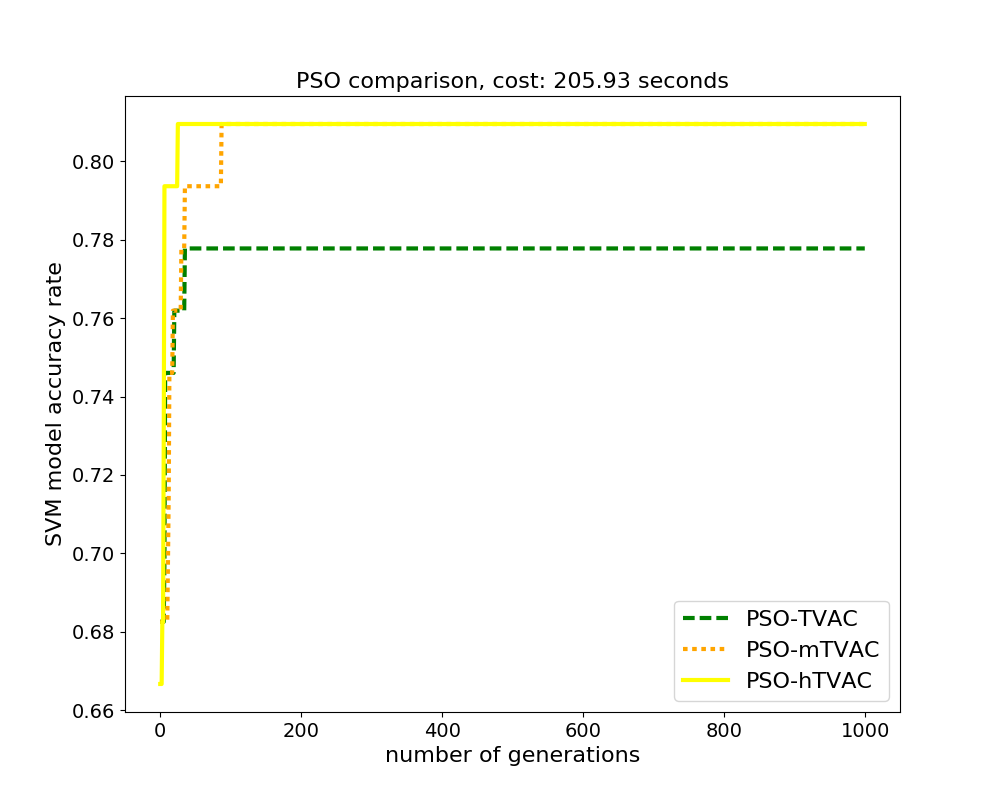 PSO comparison, cost: 205.93 seconds
SVM model accuracy rate
0.80
0.78
0.76
0.74
0.72
0.70
0.68
0.66
0
200
400
600
800
1000
number of generations
PSO-TVAC
PSO-mTVAC
PSO-hTVAC